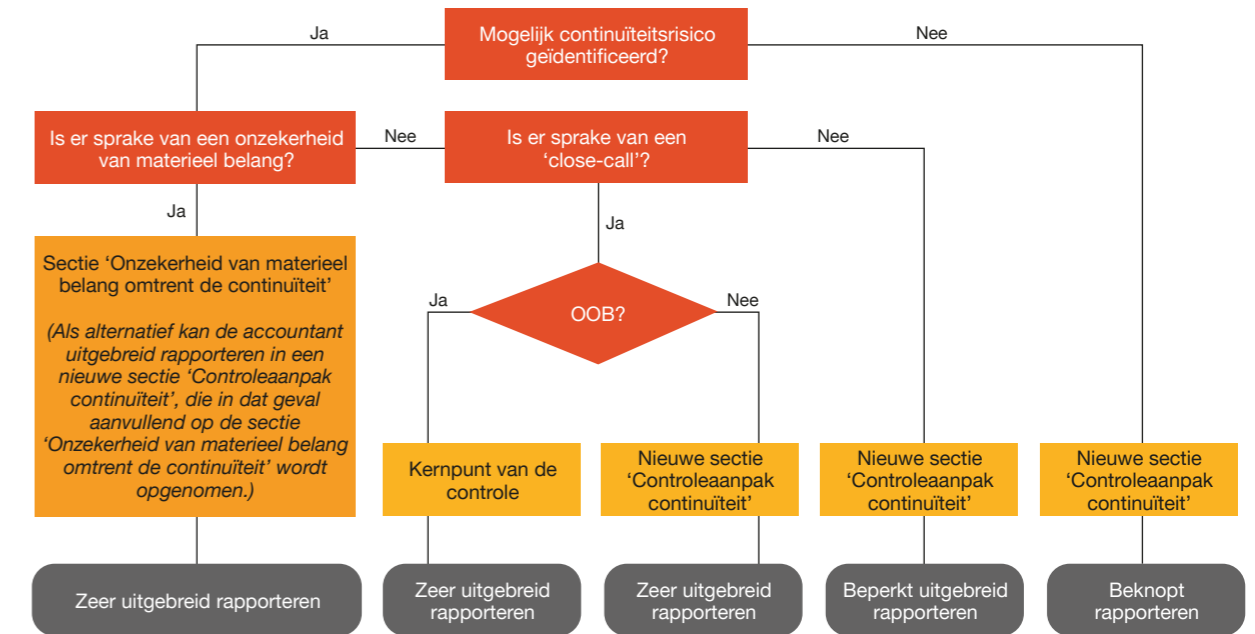 Ja
Mogelijk continuïteitsrisico
geïdentificeerd?
Nee
Is er sprake van een onzekerheid
van materieel belang?
Nee
Is er sprake van een
‘close-call’?
Nee
Ja
Ja
Sectie ‘Onzekerheid van materieel
belang omtrent de continuïteit’
(Als alternatief kan de accountant
uitgebreid rapporteren in een
nieuwe sectie ‘Controleaanpak
continuïteit’, die in dat geval
aanvullend op de sectie
‘Onzekerheid van materieel belang
omtrent de continuïteit’ wordt
opgenomen.)
Ja
OOB?
Nee
Kernpunt van de
controle
Nieuwe sectie
‘Controleaanpak
continuïteit’
Nieuwe sectie
‘Controleaanpak
continuïteit’
Nieuwe sectie
‘Controleaanpak
continuïteit’
Zeer uitgebreid rapporteren
Zeer uitgebreid
rapporteren
Zeer uitgebreid
rapporteren
Beperkt uitgebreid
rapporteren
Beknopt
rapporteren